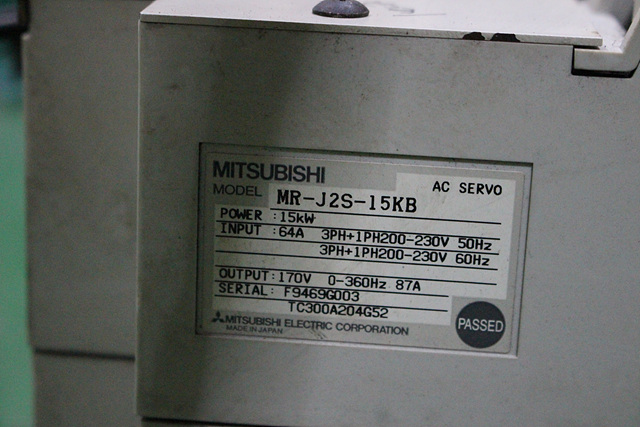 MITSUBISHI
AC SERVO
MODEL MR-J2S-15KB
POWER :15kW
INPUT :64A 3PH+1PH200-230V 50Hz
3PH+1PH200-230V 60Hz
OUTPUT:170V 0-360Hz 87A
SERIAL: F9469G003
TC300A204G52
MITSUBISHI ELECTRIC CORPORATION
MADE IN JAPAN
PASSED